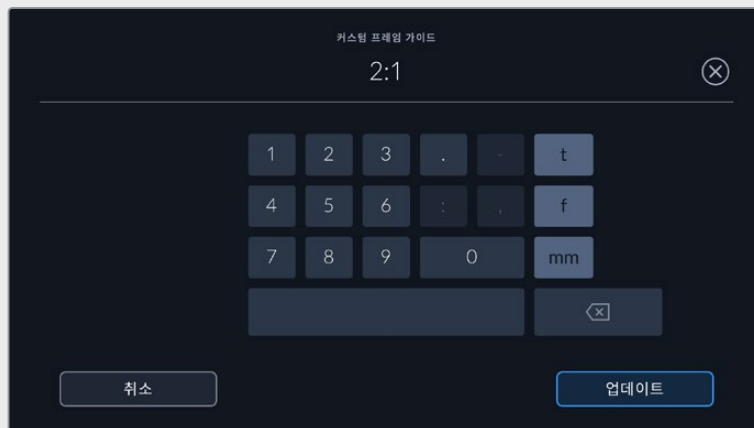 커스텀 프레임 가이드
2:1
1 2 3 . - t
4 5 6 : , f
7 8 9 0 mm
취소 업데이트